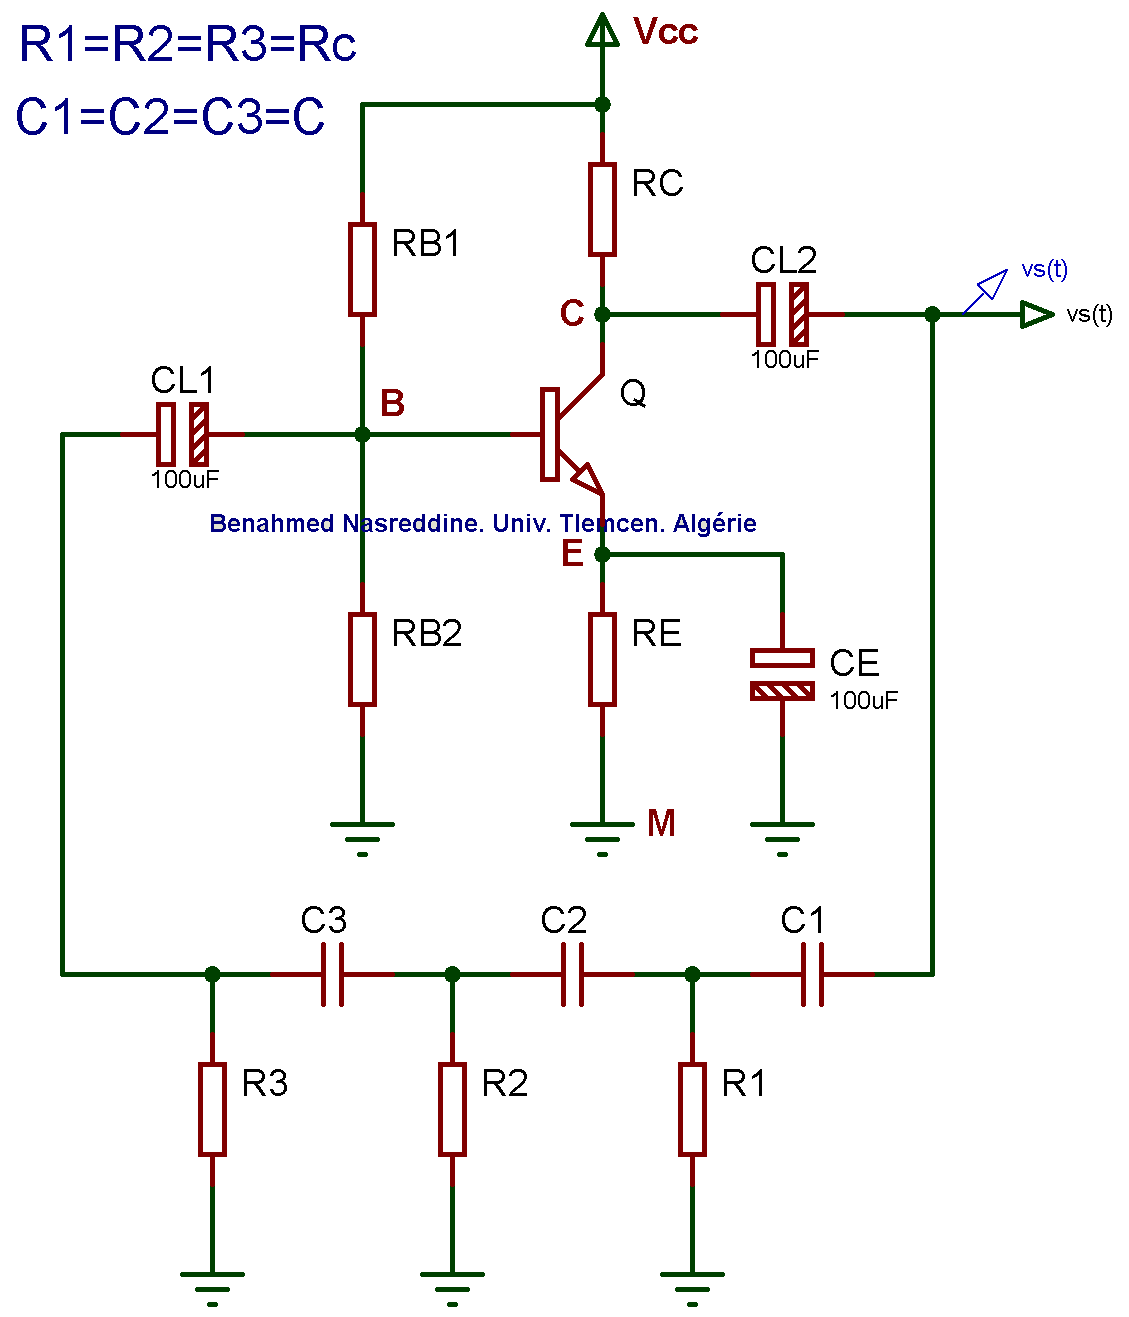 R1=R2=R3=Rc
Vcc
C1=C2=C3=C
RC
RB1
CL2
vs(t)
vs(t)
C
100uF
CL1
B
Q
100uF
Benahmed Nasreddine. Univ. Tlemcen. Algérie
E
RB2
RE
CE
100uF
M
C3
C2
C1
R3
R2
R1